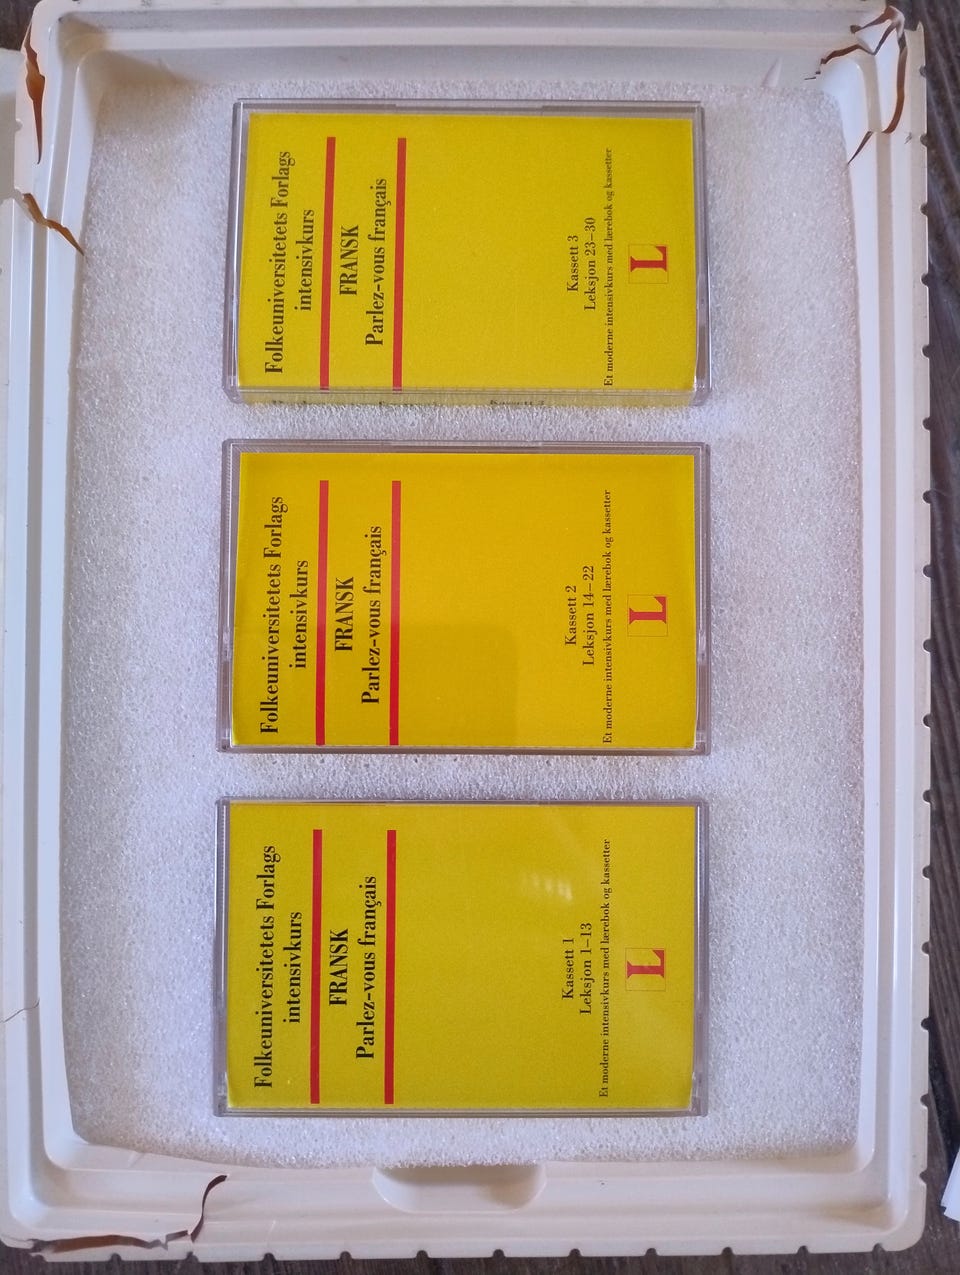 Folkeuniversitetets Forlags
intensivkurs
FRANSK
Parlez-vous français
Kassett 1
Leksjon 1–13
Et moderne intensivkurs med lærebok og kassetter
L
Folkeuniversitetets Forlags
intensivkurs
FRANSK
Parlez-vous français
Kassett 2
Leksjon 14–22
Et moderne intensivkurs med lærebok og kassetter
L
Folkeuniversitetets Forlags
intensivkurs
FRANSK
Parlez-vous français
Kassett 3
Leksjon 23–30
Et moderne intensivkurs med lærebok og kassetter
L
Kassett 3